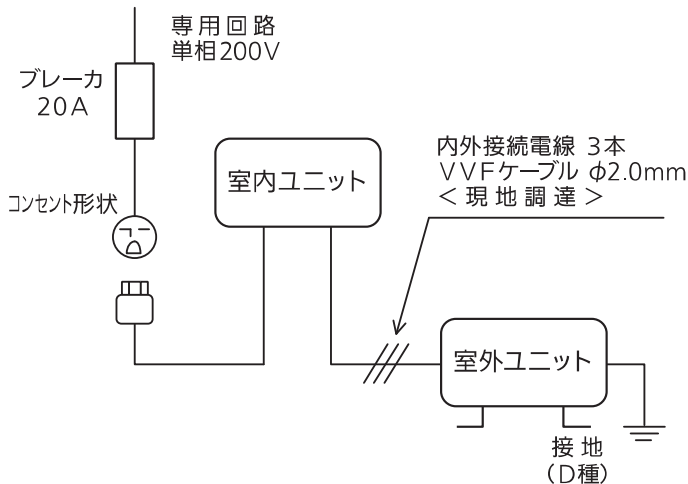 専用回路
単相200V
ブレーカ
20A
内外接続電線 3本
VVFケーブル φ2.0mm
<現地調達>
室内ユニット
コンセント形状
室外ユニット
接地
(D種)